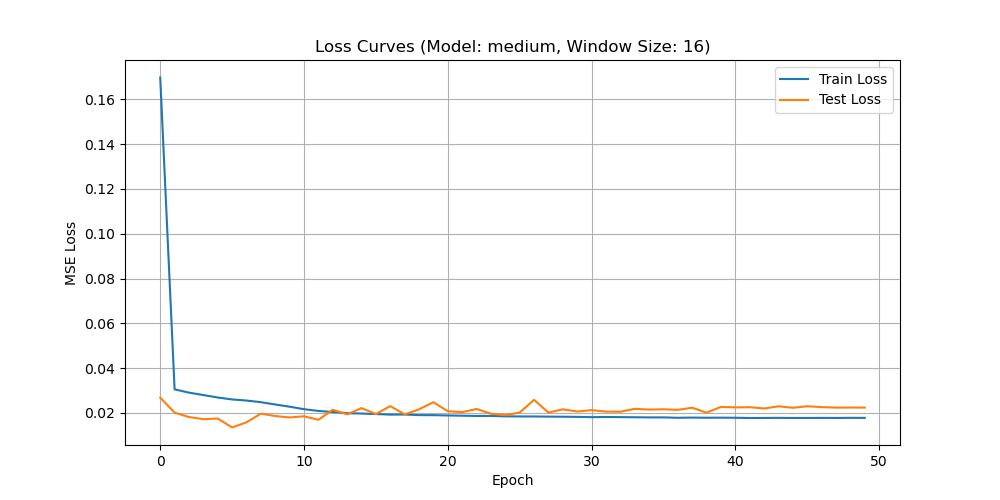 Loss Curves (Model: medium, Window Size: 16)
Train Loss
Test Loss
MSE Loss
0.16
0.14
0.12
0.10
0.08
0.06
0.04
0.02
0 10 20 30 40 50
Epoch